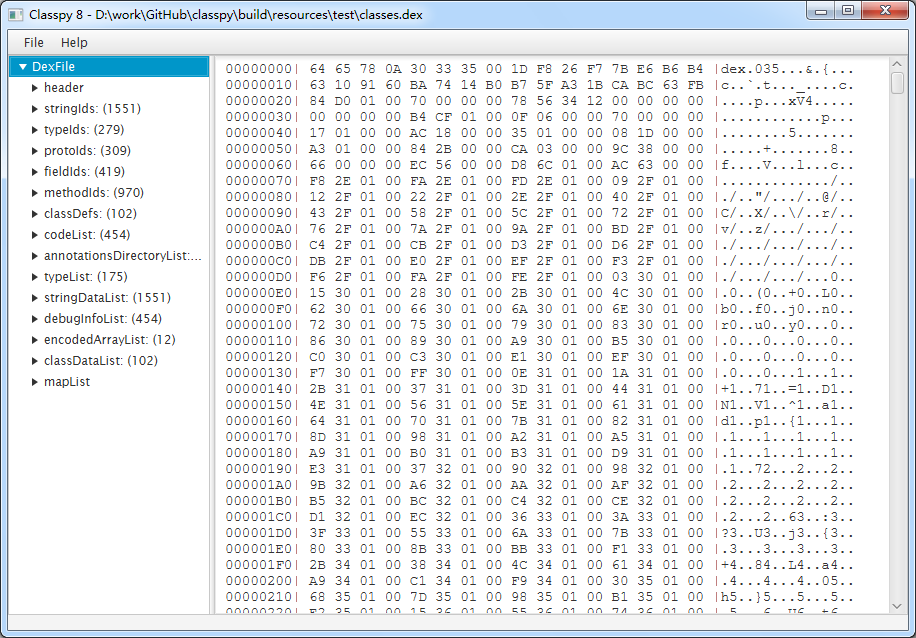 Classpy 8 - D:\work\GitHub\classpy\build\resources\test\classes.dex
File Help
DexFile
header
stringIds: (1551)
typeIds: (279)
protoIds: (309)
fieldIds: (419)
methodIds: (970)
classDefs: (102)
codeList: (454)
annotationsDirectoryList:...
typeList: (175)
stringDataList: (1551)
debugInfoList: (454)
encodedArrayList: (12)
classDataList: (102)
mapList
00000000| 64 65 78 0A 30 33 35 00 1D F8 26 F7 7B E6 B6 B4 |dex.035...&.{...
00000010| 63 10 91 60 BA 74 14 B0 B7 5F A3 1B CA BC 63 FB |c..`.t..._....c.
00000020| 84 D0 01 00 70 00 00 00 78 56 34 12 00 00 00 00 |....p...xV4.....
00000030| 00 00 00 00 B4 CF 01 00 0F 06 00 00 70 00 00 00 |............p...
00000040| 17 01 00 00 AC 18 00 00 35 01 00 00 08 1D 00 00 |........5.......
00000050| A3 01 00 00 84 2B 00 00 CA 03 00 00 9C 38 00 00 |.....+.......8..
00000060| 66 00 00 00 EC 56 00 00 D8 6C 01 00 AC 63 00 00 |f....V...l...c..
00000070| F8 2E 01 00 FA 2E 01 00 FD 2E 01 00 09 2F 01 00 |............./..
00000080| 12 2F 01 00 22 2F 01 00 2E 2F 01 00 40 2F 01 00 |./.."/.../..@/..
00000090| 43 2F 01 00 58 2F 01 00 5C 2F 01 00 72 2F 01 00 |C/..X/..\/..r/..
000000A0| 76 2F 01 00 7A 2F 01 00 9A 2F 01 00 BD 2F 01 00 |v/..z/.../.../..
000000B0| C4 2F 01 00 CB 2F 01 00 D3 2F 01 00 D6 2F 01 00 |./.../.../.../..
000000C0| DB 2F 01 00 E0 2F 01 00 EF 2F 01 00 F3 2F 01 00 |./.../.../.../..
000000D0| F6 2F 01 00 FA 2F 01 00 FE 2F 01 00 03 30 01 00 |./.../.../...0..
000000E0| 15 30 01 00 28 30 01 00 2B 30 01 00 4C 30 01 00 |.0..(0..+0..L0..
000000F0| 62 30 01 00 66 30 01 00 6A 30 01 00 6E 30 01 00 |b0..f0..j0..n0..
00000100| 72 30 01 00 75 30 01 00 79 30 01 00 83 30 01 00 |r0..u0..y0...0..
00000110| 86 30 01 00 89 30 01 00 A9 30 01 00 B5 30 01 00 |.0...0...0...0..
00000120| C0 30 01 00 C3 30 01 00 E1 30 01 00 EF 30 01 00 |.0...0...0...0..
00000130| F7 30 01 00 FF 30 01 00 0E 31 01 00 1A 31 01 00 |.0...0...1...1..
00000140| 2B 31 01 00 37 31 01 00 3D 31 01 00 44 31 01 00 |+1..71..=1..D1..
00000150| 4E 31 01 00 56 31 01 00 5E 31 01 00 61 31 01 00 |N1..V1..^1..a1..
00000160| 64 31 01 00 70 31 01 00 7B 31 01 00 82 31 01 00 |d1..p1..{1...1..
00000170| 8D 31 01 00 98 31 01 00 A2 31 01 00 A5 31 01 00 |.1...1...1...1..
00000180| A9 31 01 00 B0 31 01 00 B3 31 01 00 D9 31 01 00 |.1...1...1...1..
00000190| E3 31 01 00 37 32 01 00 90 32 01 00 98 32 01 00 |.1..72...2...2..
000001A0| 9B 32 01 00 A6 32 01 00 AA 32 01 00 AF 32 01 00 |.2...2...2...2..
000001B0| B5 32 01 00 BC 32 01 00 C4 32 01 00 CE 32 01 00 |.2...2...2...2..
000001C0| D1 32 01 00 EC 32 01 00 36 33 01 00 3A 33 01 00 |.2...2..63..:3..
000001D0| 3F 33 01 00 55 33 01 00 6A 33 01 00 7B 33 01 00 |?3..U3..j3..{3..
000001E0| 80 33 01 00 8B 33 01 00 BB 33 01 00 F1 33 01 00 |.3...3...3...3..
000001F0| 2B 34 01 00 38 34 01 00 4C 34 01 00 61 34 01 00 |+4..84..L4..a4..
00000200| A9 34 01 00 C1 34 01 00 F9 34 01 00 30 35 01 00 |.4...4...4..05..
00000210| 68 35 01 00 7D 35 01 00 98 35 01 00 B1 35 01 00 |h5..}5...5...5..
00000220| E2 35 01 00 15 36 01 00 55 36 01 00 74 36 01 00 |.5...6..U6..t6..